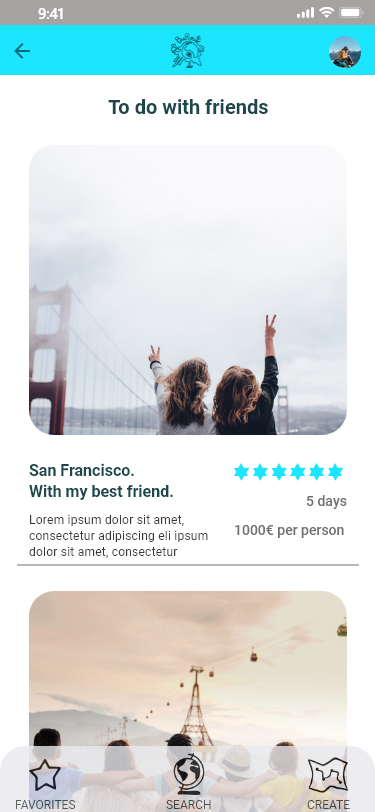 9:41
To do with friends
San Francisco.
With my best friend.
5 days
Lorem ipsum dolor sit amet,
consectetur adipiscing eli ipsum
dolor sit amet, consectetur
1000€ per person
FAVORITES
SEARCH
CREATE